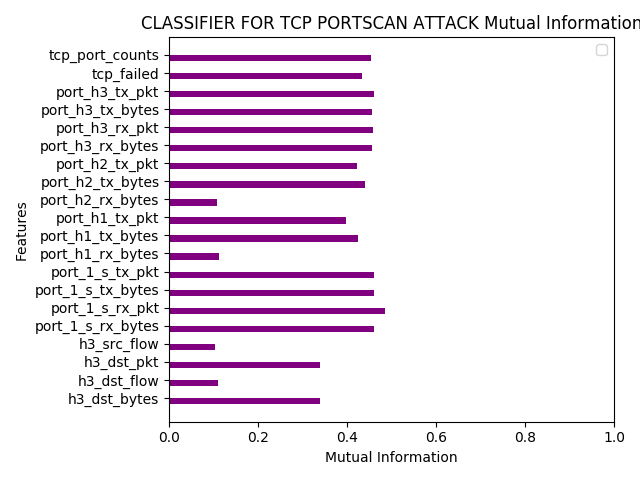 CLASSIFIER FOR TCP PORTSCAN ATTACK Mutual Information
tcp_port_counts
tcp_failed
port_h3_tx_pkt
port_h3_tx_bytes
port_h3_rx_pkt
port_h3_rx_bytes
port_h2_tx_pkt
port_h2_tx_bytes
port_h2_rx_bytes
port_h1_tx_pkt
port_h1_tx_bytes
port_h1_rx_bytes
port_1_s_tx_pkt
port_1_s_tx_bytes
port_1_s_rx_pkt
port_1_s_rx_bytes
h3_src_flow
h3_dst_pkt
h3_dst_flow
h3_dst_bytes
Features
0.0 0.2 0.4 0.6 0.8 1.0
Mutual Information